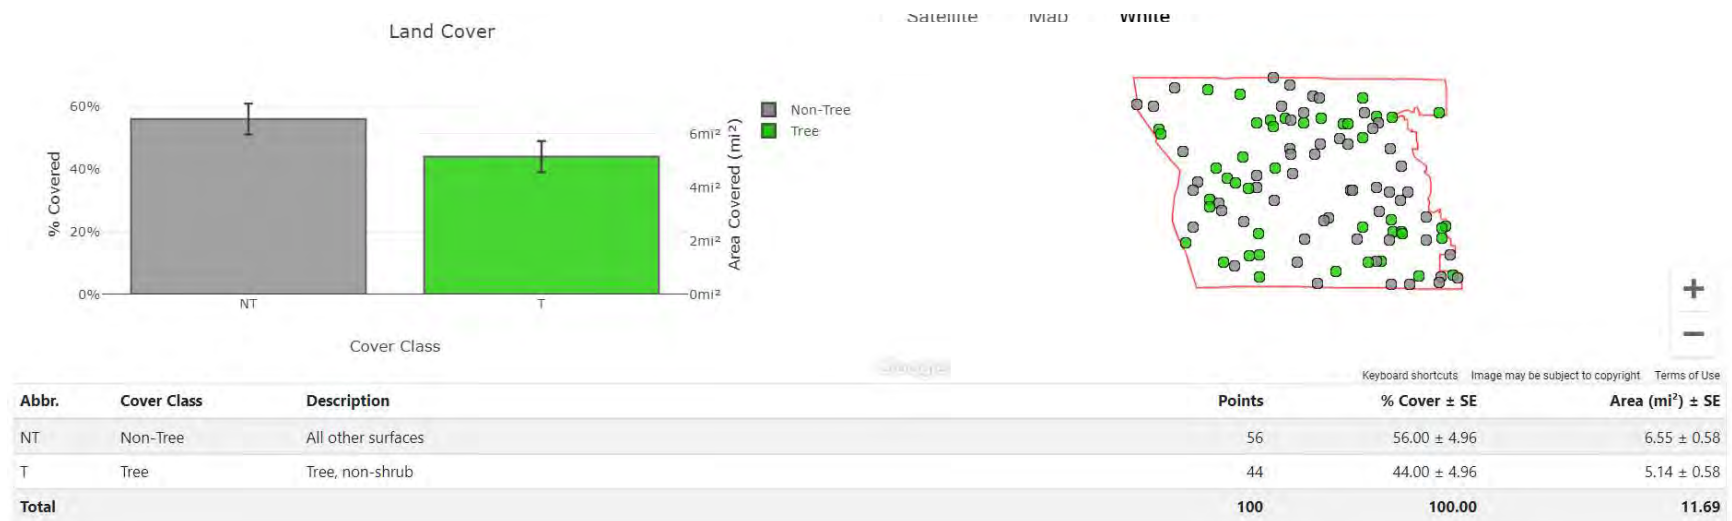 Satellite Map White
Land Cover
60%
40%
20%
0%
% Covered
NT
T
6mi²
4mi²
2mi²
0mi²
Area Covered (mi²)
Cover Class
Non-Tree
Tree
+
−
Keyboard shortcuts Image may be subject to copyright Terms of Use
Abbr. Cover Class Description Points % Cover ± SE Area (mi²) ± SE
NT Non-Tree All other surfaces 56 56.00 ± 4.96 6.55 ± 0.58
T Tree Tree, non-shrub 44 44.00 ± 4.96 5.14 ± 0.58
Total 100 100.00 11.69